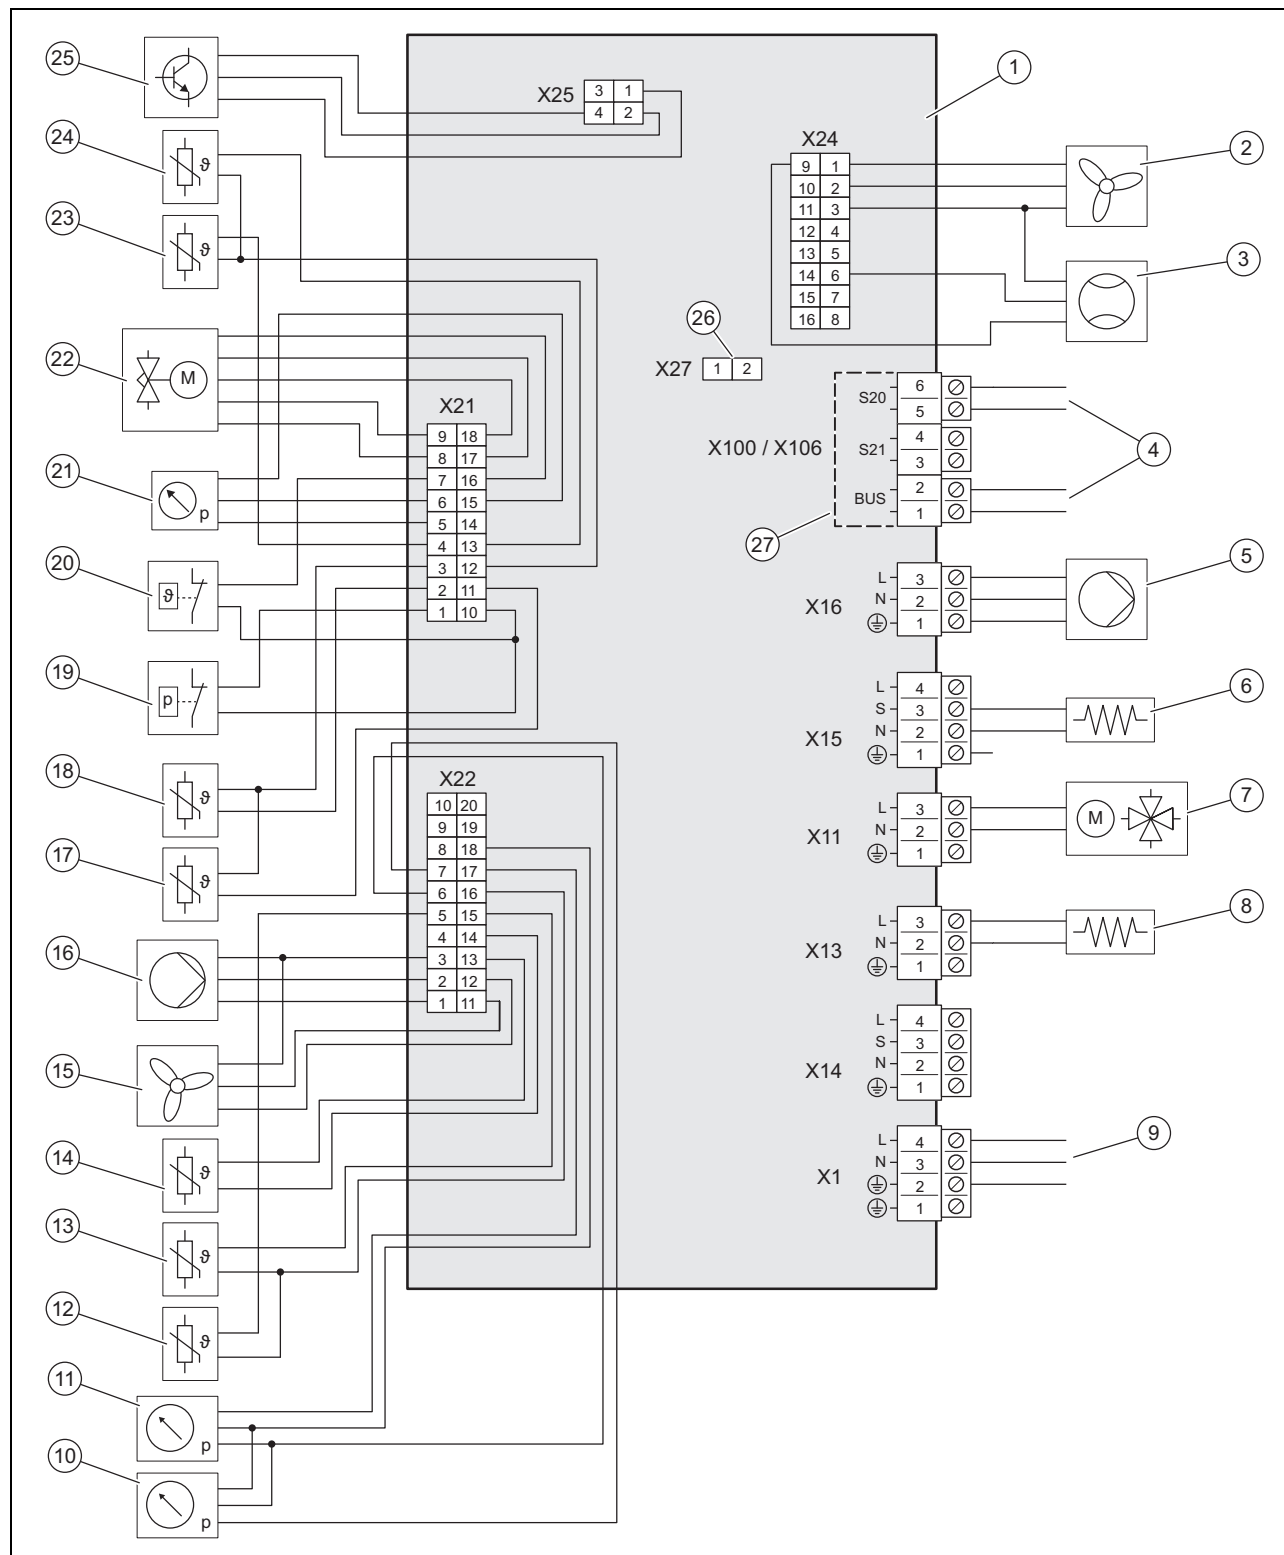 25
24
23
22
21
20
19
18
17
16
15
14
13
12
11
10
1
2
3
4
5
6
7
8
9
26
27
ϑ
ϑ
M
p
ϑ
p
ϑ
ϑ
ϑ
ϑ
ϑ
p
p
M
X25
3 1
4 2
X24
9 1
10 2
11 3
12 4
13 5
14 6
15 7
16 8
X27
1 2
X21
9 18
8 17
7 16
6 15
5 14
4 13
3 12
2 11
1 10
X22
10 20
9 19
8 18
7 17
6 16
5 15
4 14
3 13
2 12
1 11
X100 / X106
S20
6
5
S21
4
3
BUS
2
1
X16
L 3
N 2
1
X15
L 4
S 3
N 2
1
X11
L 3
N 2
1
X13
L 3
N 2
1
X14
L 4
S 3
N 2
1
X1
L 4
N 3
2
1